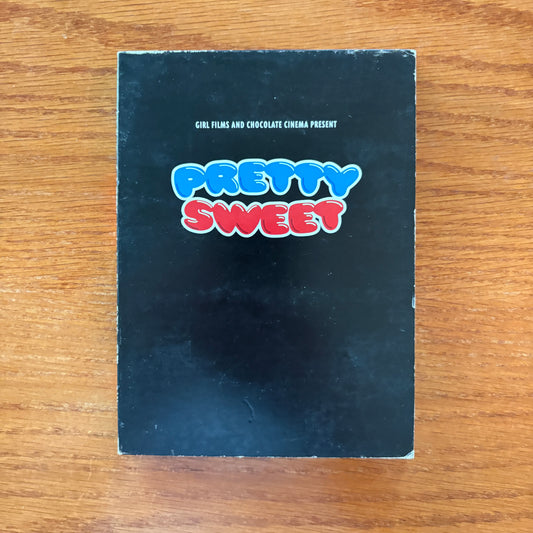 GIRL FILMS AND CHOCOLATE CINEMA PRESENT
PRETTY
SWEET